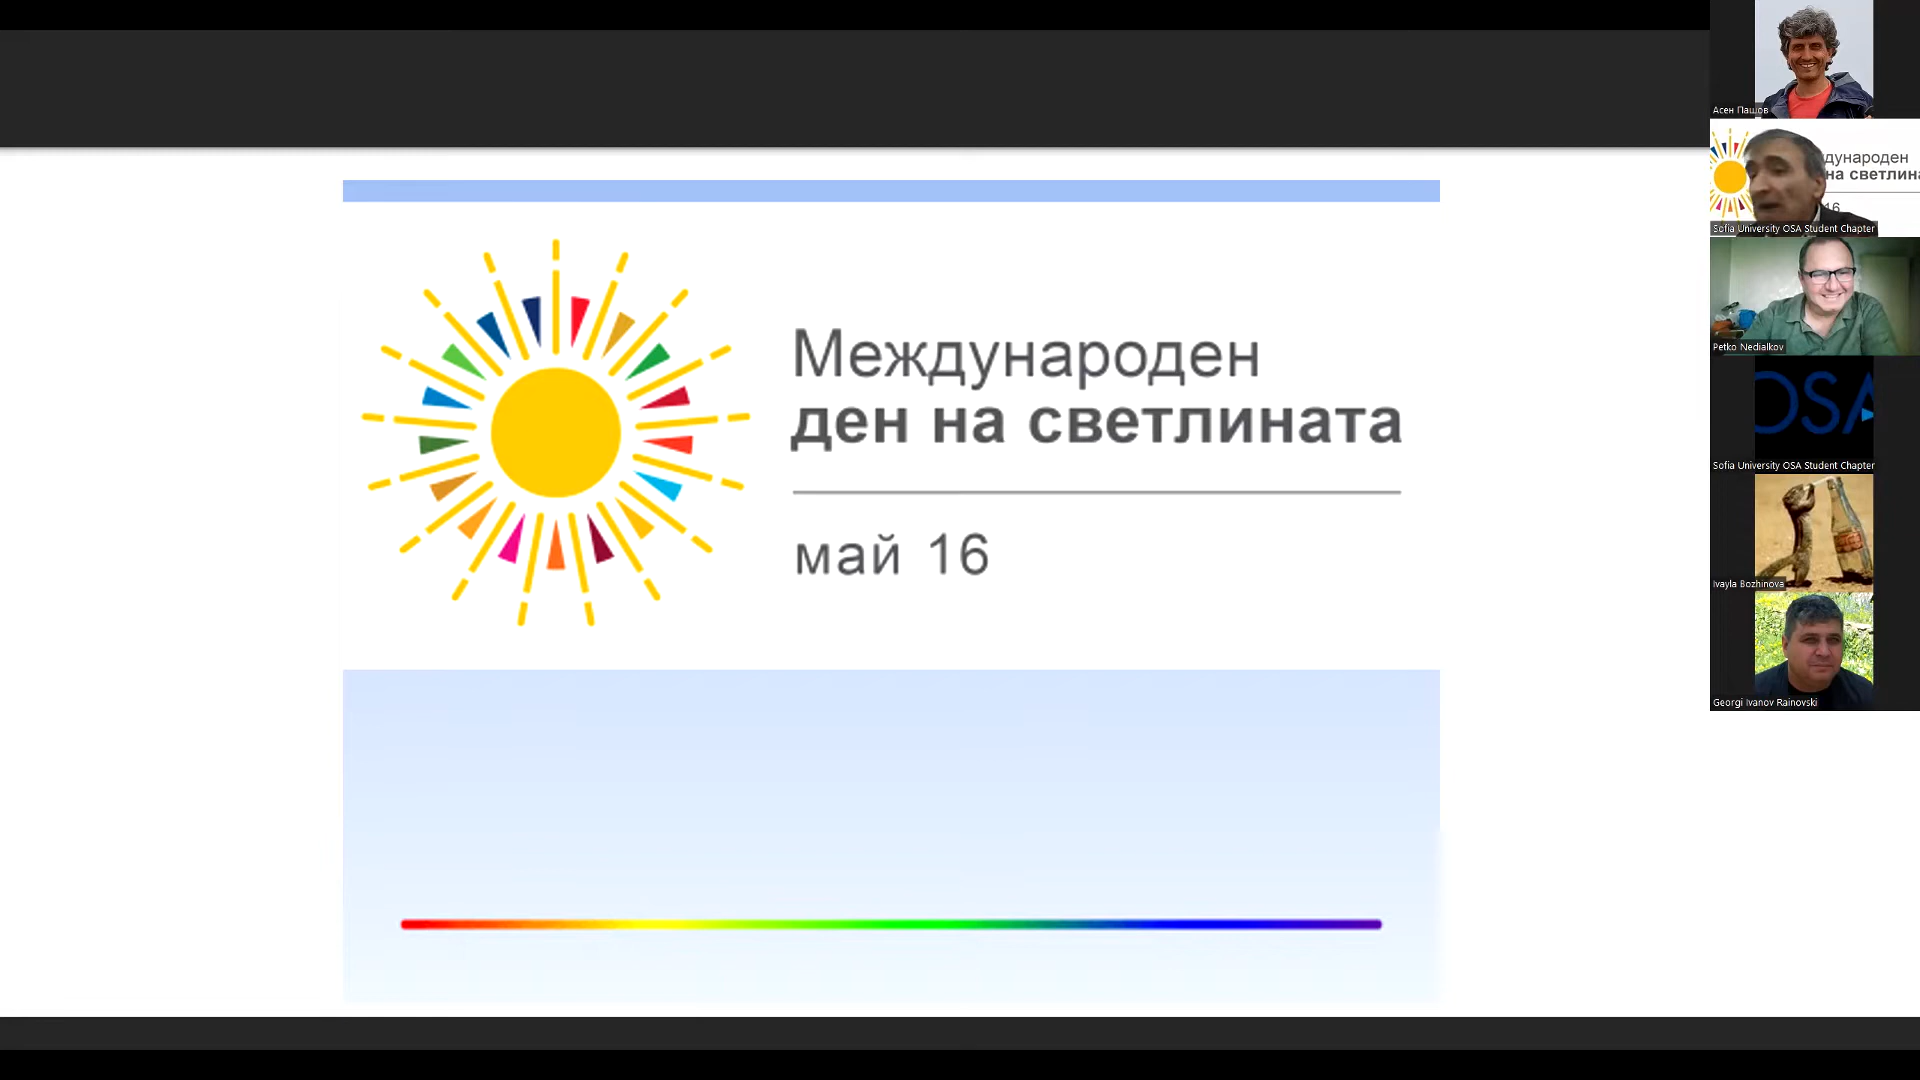 Международен
ден на светлината
май 16
Асен Пашов
дународен
на светлин
16
Sofia University OSA Student Chapter
Petko Nedialkov
OSA
Sofia University OSA Student Chapter
Ivayla Bozhinova
Georgi Ivanov Rainovski